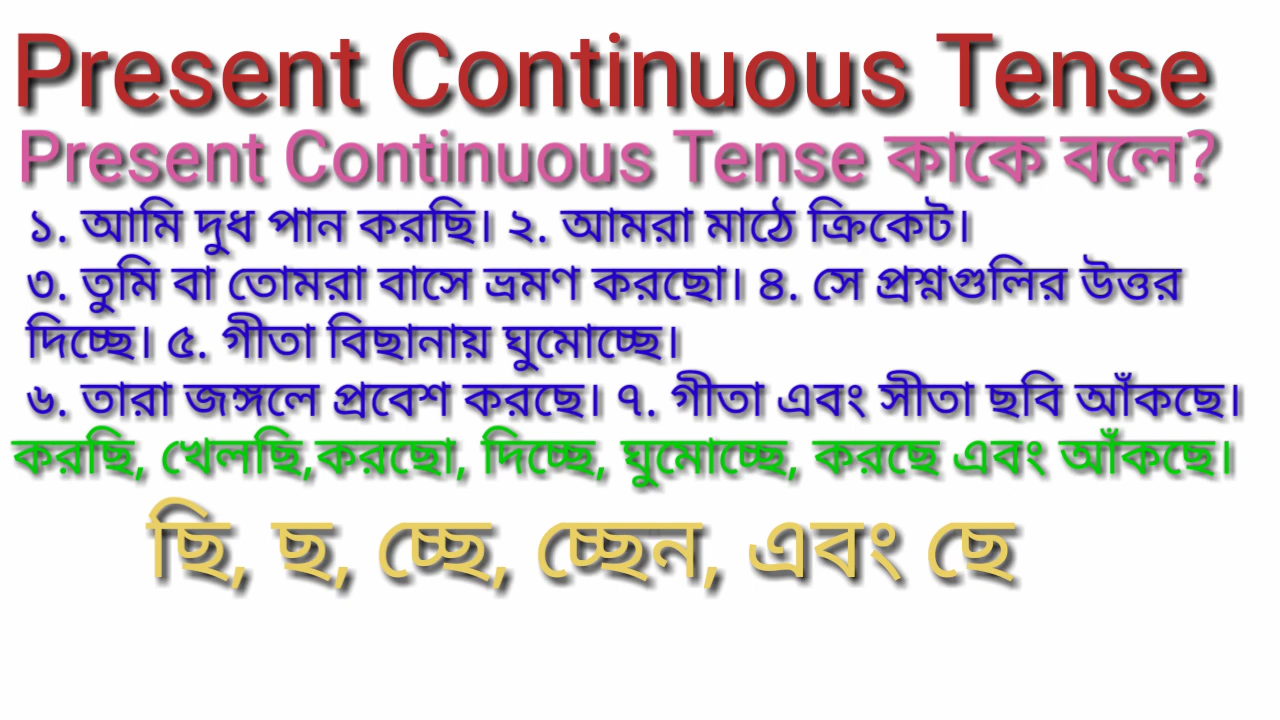 Present Continuous Tense
Present Continuous Tense কাকে বলে?
১. আমি দুধ পান করছি। ২. আমরা মাঠে ক্রিকেট।
৩. তুমি বা তোমরা বাসে ভ্রমণ করছো। ৪. সে প্রশ্নগুলির উত্তর
দিচ্ছে। ৫. গীতা বিছানায় ঘুমোচ্ছে।
৬. তারা জঙ্গলে প্রবেশ করছে। ৭. গীতা এবং সীতা ছবি আঁকছে।
করছি, খেলছি,করছো, দিচ্ছে, ঘুমোচ্ছে, করছে এবং আঁকছে।
ছি, ছ, চ্ছে, চ্ছেন, এবং ছে